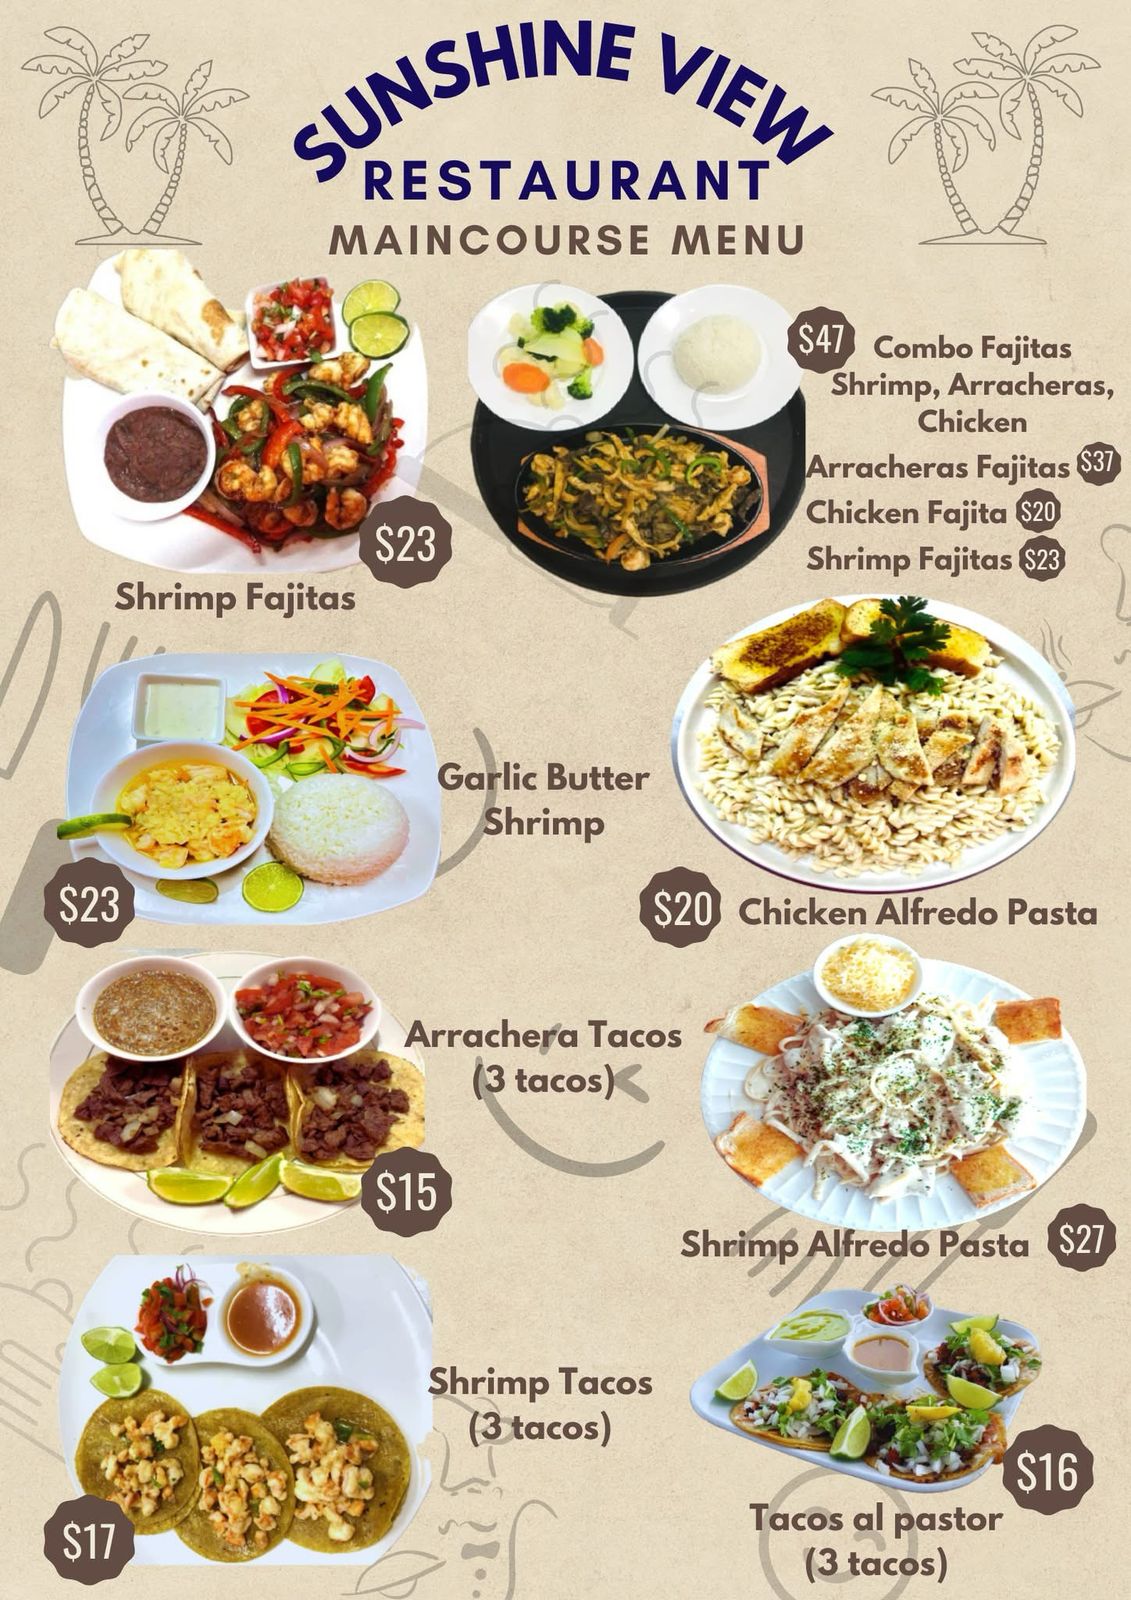 SUNSHINE VIEW
RESTAURANT
MAINCOURSE MENU
$23
Shrimp Fajitas
$47 Combo Fajitas
Shrimp, Arracheras,
Chicken
Arracheras Fajitas $37
Chicken Fajita $20
Shrimp Fajitas $23
Garlic Butter
Shrimp
$23
$20 Chicken Alfredo Pasta
Arrachera Tacos
(3 tacos)
$15
Shrimp Alfredo Pasta $27
Shrimp Tacos
(3 tacos)
$17
$16
Tacos al pastor
(3 tacos)